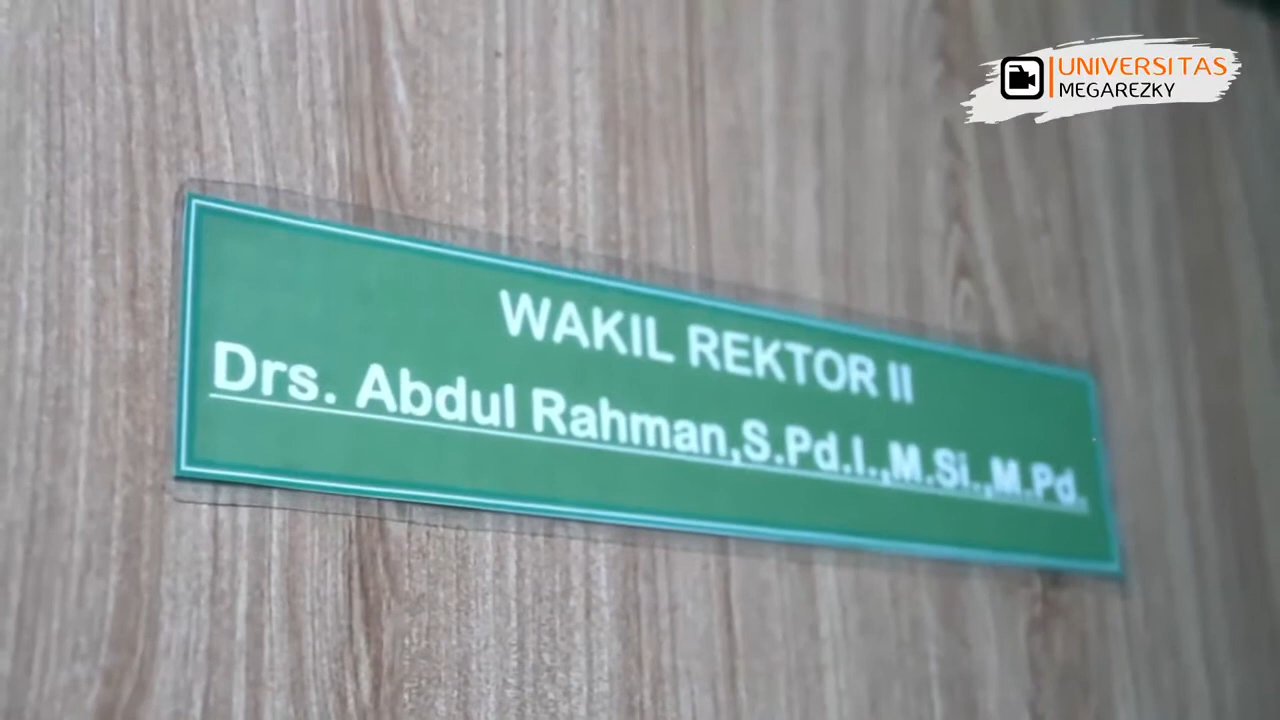 UNIVERSITAS
MEGAREZKY
WAKIL REKTOR II
Drs. Abdul Rahman,S.Pd.I.,M.Si.,M.Pd.